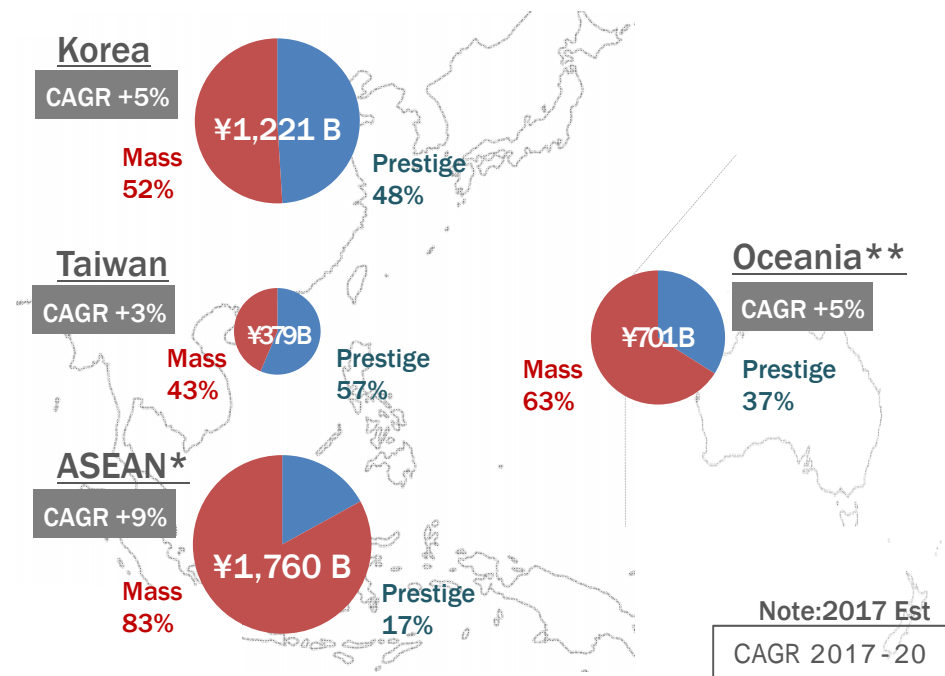 Korea
CAGR +5%
¥1,221 B
Mass
52%
Prestige
48%
Taiwan
CAGR +3%
¥379B
Mass
43%
Prestige
57%
Oceania**
CAGR +5%
¥701B
Mass
63%
Prestige
37%
ASEAN*
CAGR +9%
¥1,760 B
Mass
83%
Prestige
17%
Note:2017 Est
CAGR 2017-20